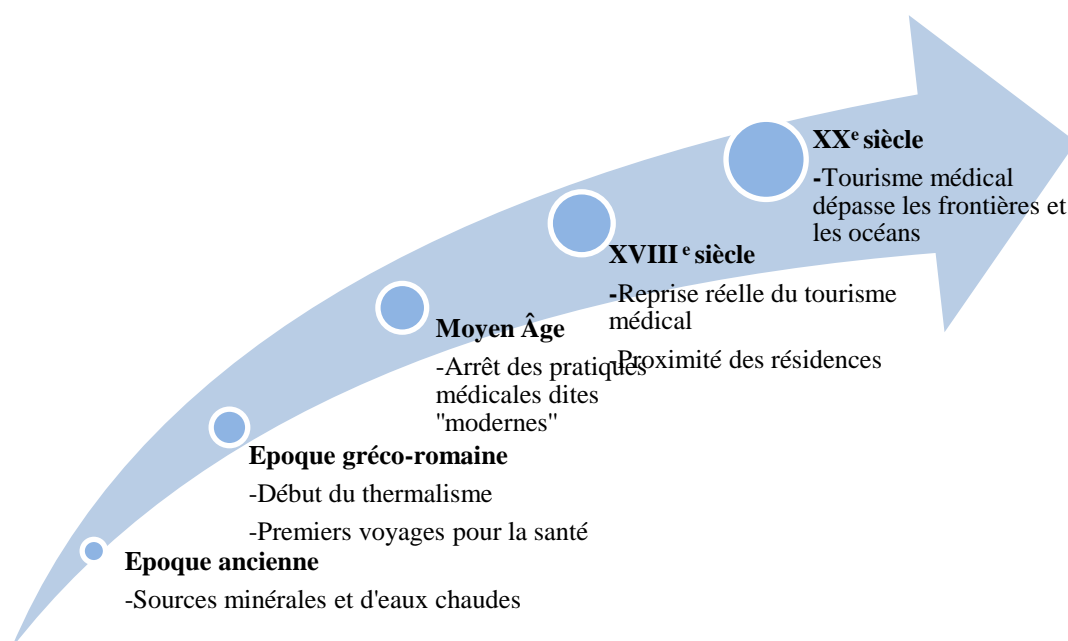 XXᵉ siècle
-Tourisme médical
dépasse les frontières et
les océans
XVIII ᵉ siècle
-Reprise réelle du tourisme
médical
-Proximité des résidences
Moyen Âge
-Arrêt des pratiques
médicales dites
"modernes"
Epoque gréco-romaine
-Début du thermalisme
-Premiers voyages pour la santé
Epoque ancienne
-Sources minérales et d'eaux chaudes